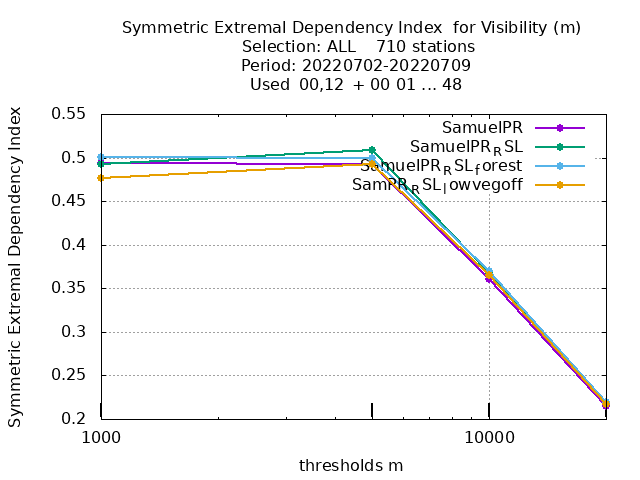 Symmetric Extremal Dependency Index  for Visibility (m)
Selection: ALL    710 stations
Period: 20220702-20220709
Used  00,12  + 00 01 ... 48
Symmetric Extremal Dependency Index
0.55
0.5
0.45
0.4
0.35
0.3
0.25
0.2
SamuelPR
SamuelPR_RSL
SamuelPR_RSL_forest
SamPR_RSL_lowvegoff
1000
10000
thresholds m